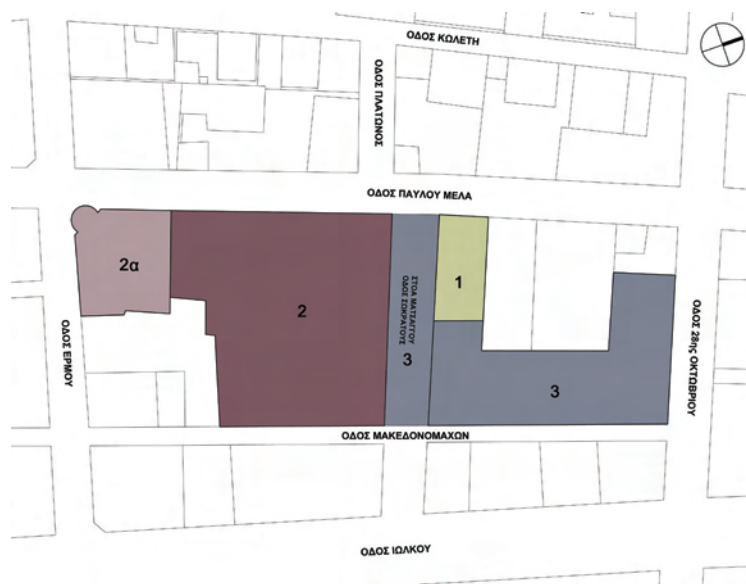 ΟΔΟΣ ΚΩΛΕΤΗ
ΟΔΟΣ ΠΛΑΤΩΝΟΣ
ΟΔΟΣ ΠΑΥΛΟΥ ΜΕΛΑ
2α
2
ΣΤΟΑ ΜΑΤΣΑΓΓΟΥ
ΟΔΟΣ ΣΩΚΡΑΤΟΥΣ
3
1
3
ΟΔΟΣ ΕΡΜΟΥ
ΟΔΟΣ 28ης ΟΚΤΩΒΡΙΟΥ
ΟΔΟΣ ΜΑΚΕΔΟΝΟΜΑΧΩΝ
ΟΔΟΣ ΙΩΛΚΟΥ